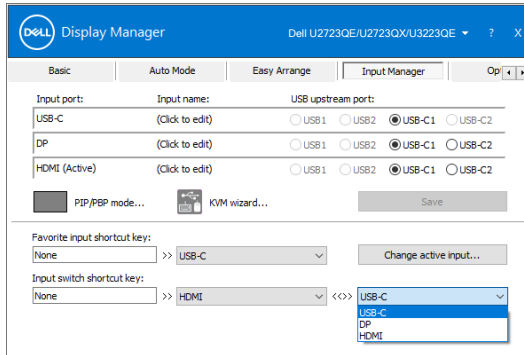 DELL Display Manager Dell U2723QE/U2723QX/U3223QE ? X
Basic Auto Mode Easy Arrange Input Manager Op
Input port: Input name: USB upstream port:
USB-C (Click to edit) USB1 USB2 USB-C1 USB-C2
DP (Click to edit) USB1 USB2 USB-C1 USB-C2
HDMI (Active) (Click to edit) USB1 USB2 USB-C1 USB-C2
PIP/PBP mode... KVM wizard... Save
Favorite input shortcut key:
None >> USB-C Change active input...
Input switch shortcut key:
None >> HDMI <<>> USB-C
USB-C
DP
HDMI